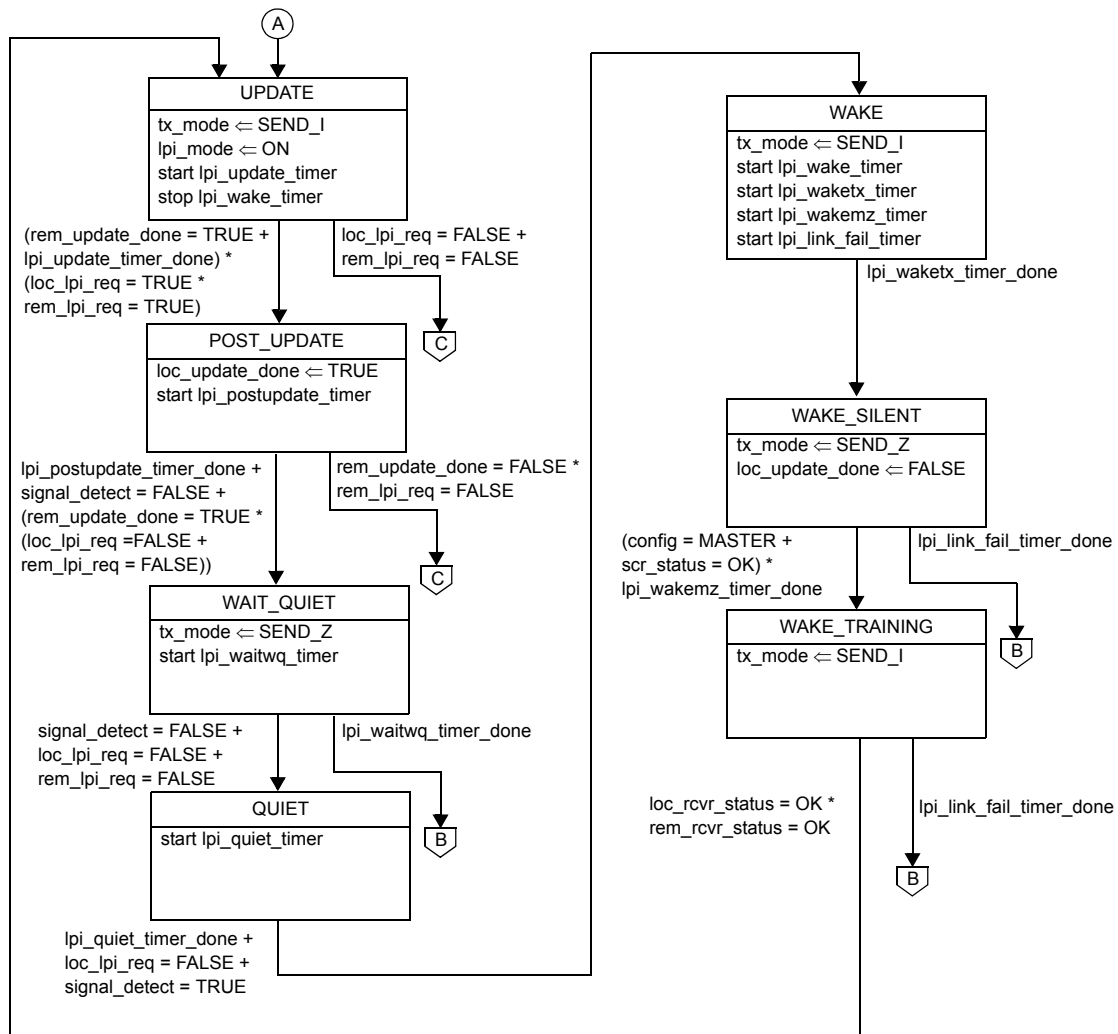 A
UPDATE
tx_mode ⇐ SEND_I
lpi_mode ⇐ ON
start lpi_update_timer
stop lpi_wake_timer
(rem_update_done = TRUE +
lpi_update_timer_done) *
(loc_lpi_req = TRUE *
rem_lpi_req = TRUE)
loc_lpi_req = FALSE +
rem_lpi_req = FALSE
C
POST_UPDATE
loc_update_done ⇐ TRUE
start lpi_postupdate_timer
lpi_postupdate_timer_done +
signal_detect = FALSE +
(rem_update_done = TRUE *
(loc_lpi_req =FALSE +
rem_lpi_req = FALSE))
rem_update_done = FALSE *
rem_lpi_req = FALSE
C
WAIT_QUIET
tx_mode ⇐ SEND_Z
start lpi_waitwq_timer
signal_detect = FALSE +
loc_lpi_req = FALSE +
rem_lpi_req = FALSE
lpi_waitwq_timer_done
B
QUIET
start lpi_quiet_timer
lpi_quiet_timer_done +
loc_lpi_req = FALSE +
signal_detect = TRUE
WAKE
tx_mode ⇐ SEND_I
start lpi_wake_timer
start lpi_waketx_timer
start lpi_wakemz_timer
start lpi_link_fail_timer
lpi_waketx_timer_done
WAKE_SILENT
tx_mode ⇐ SEND_Z
loc_update_done ⇐ FALSE
(config = MASTER +
scr_status = OK) *
lpi_wakemz_timer_done
lpi_link_fail_timer_done
B
WAKE_TRAINING
tx_mode ⇐ SEND_I
loc_rcvr_status = OK *
rem_rcvr_status = OK
lpi_link_fail_timer_done
B